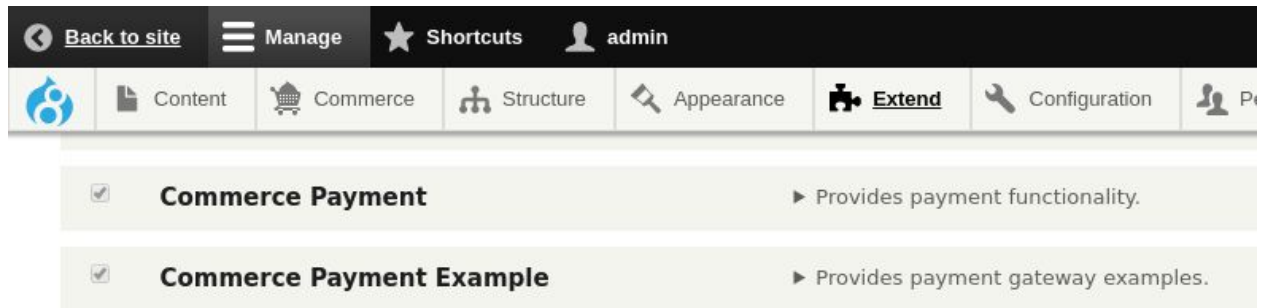 Back to site Manage Shortcuts admin
Content Commerce Structure Appearance Extend Configuration
Commerce Payment Provides payment functionality.
Commerce Payment Example Provides payment gateway examples.